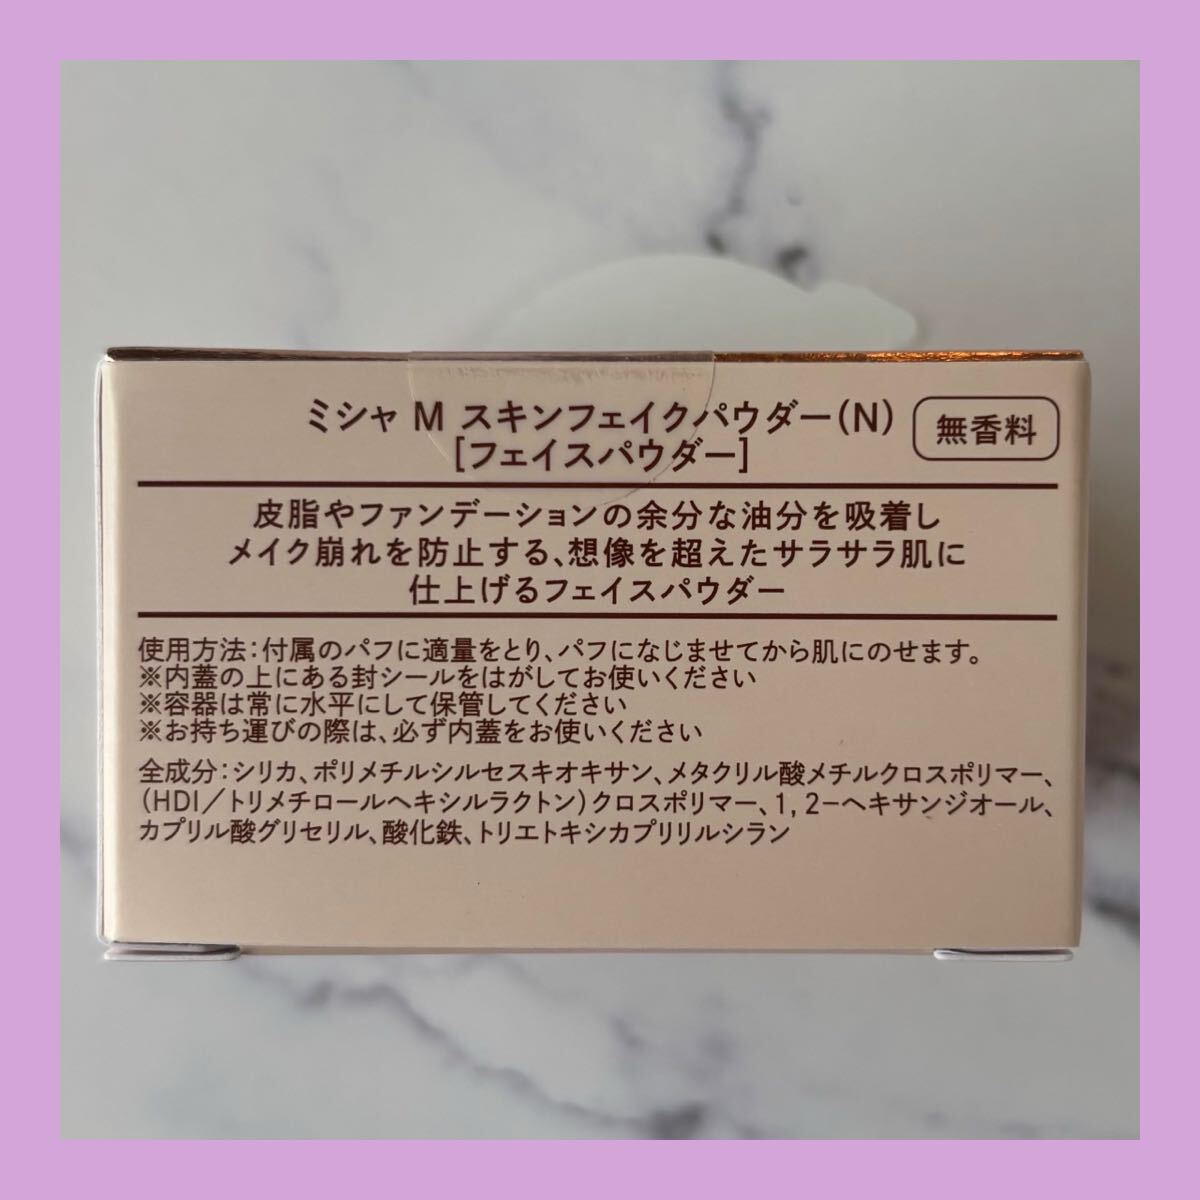 ミシャ M スキンフェイクパウダー(N)
無香料
[フェイスパウダー]
皮脂やファンデーションの余分な油分を吸着し
メイク崩れを防止する、想像を超えたサラサラ肌に
仕上げるフェイスパウダー
使用方法:付属のパフに適量をとり、パフになじませてから肌にのせます。
※内蓋の上にある封シールをはがしてお使いください
※容器は常に水平にして保管してください
※お持ち運びの際は、必ず内蓋をお使いください
全成分:シリカ、ポリメチルシルセスキオキサン、メタクリル酸メチルクロスポリマー、
(HDI/トリメチロールヘキシルラクトン)クロスポリマー、1,2-ヘキサンジオール、
カプリル酸グリセリル、酸化鉄、トリエトキシカプリリルシラン